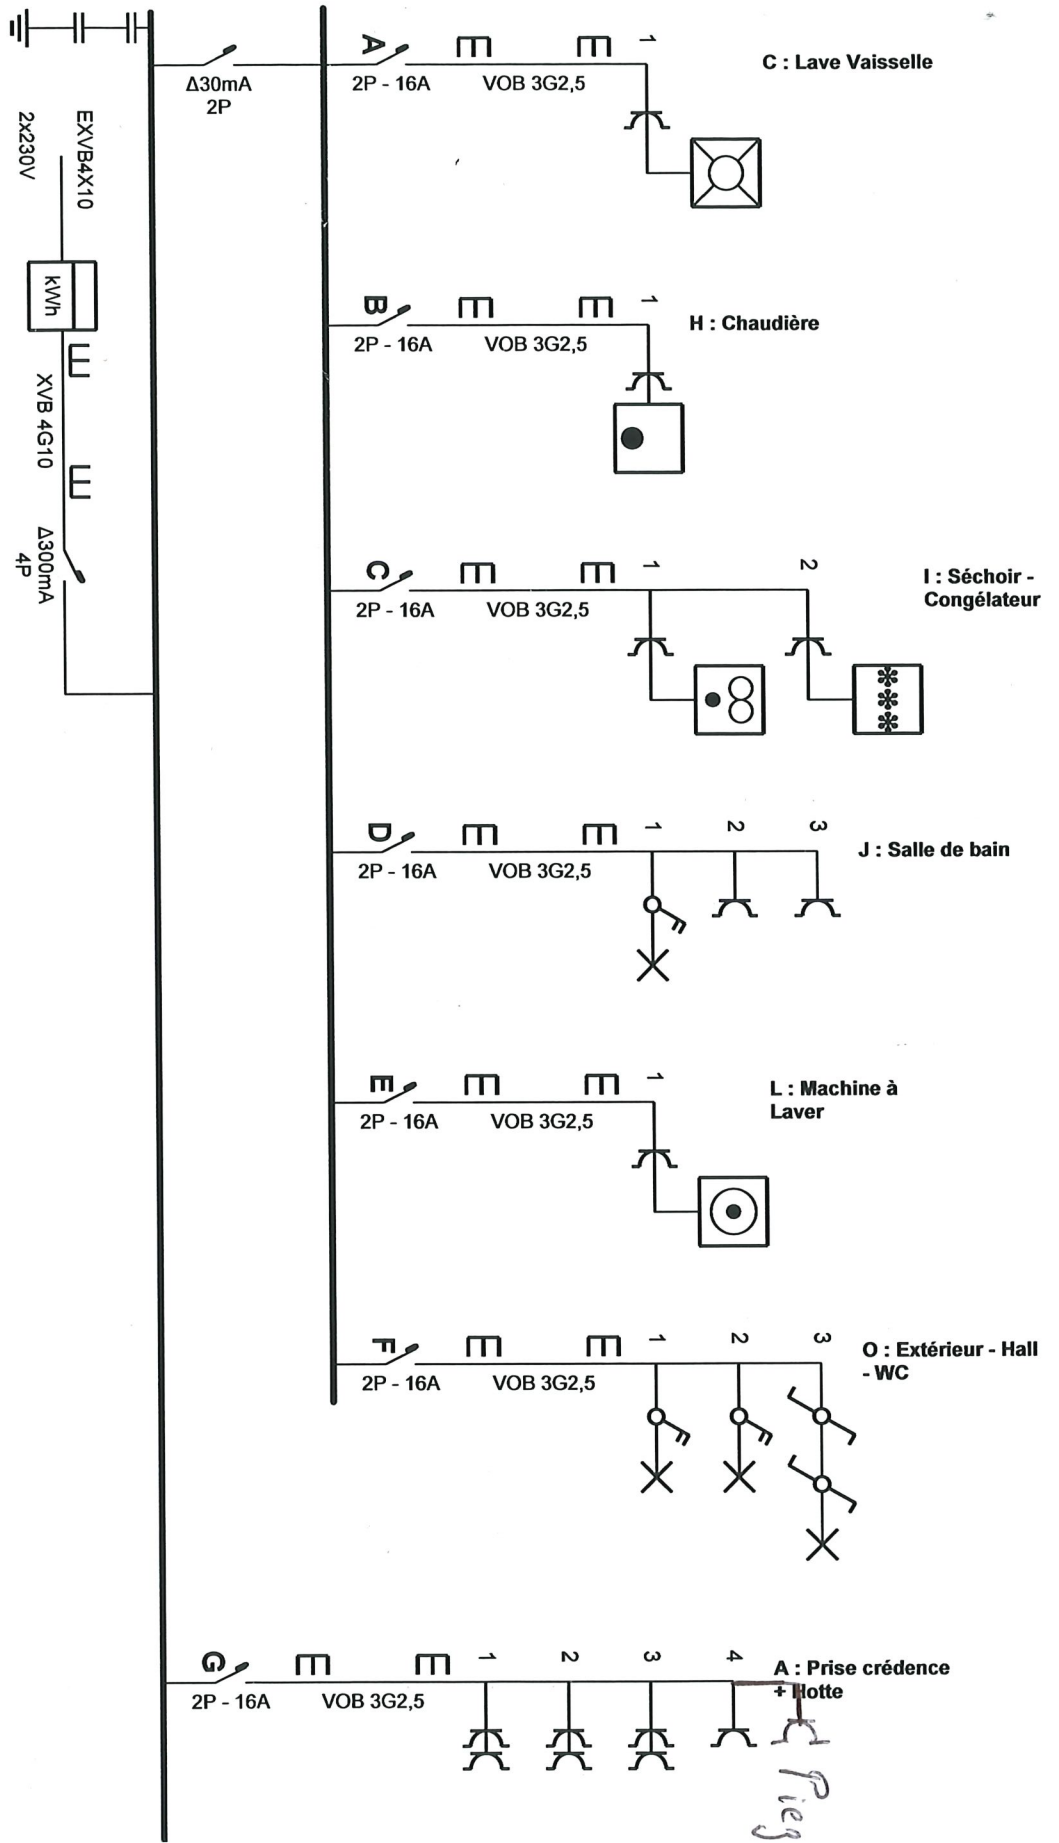 Δ30mA
2P
EXVB4X10
2x230V
kWh
XVB 4G10
Δ300mA
4P
A
2P - 16A
VOB 3G2,5
1
C : Lave Vaisselle
B
2P - 16A
VOB 3G2,5
1
H : Chaudière
C
2P - 16A
VOB 3G2,5
1
2
I : Séchoir -
Congélateur
D
2P - 16A
VOB 3G2,5
1
2
3
J : Salle de bain
E
2P - 16A
VOB 3G2,5
1
L : Machine à
Laver
F
2P - 16A
VOB 3G2,5
1
2
3
O : Extérieur - Hall
- WC
G
2P - 16A
VOB 3G2,5
1
2
3
4
A : Prise crédence
+ Hotte